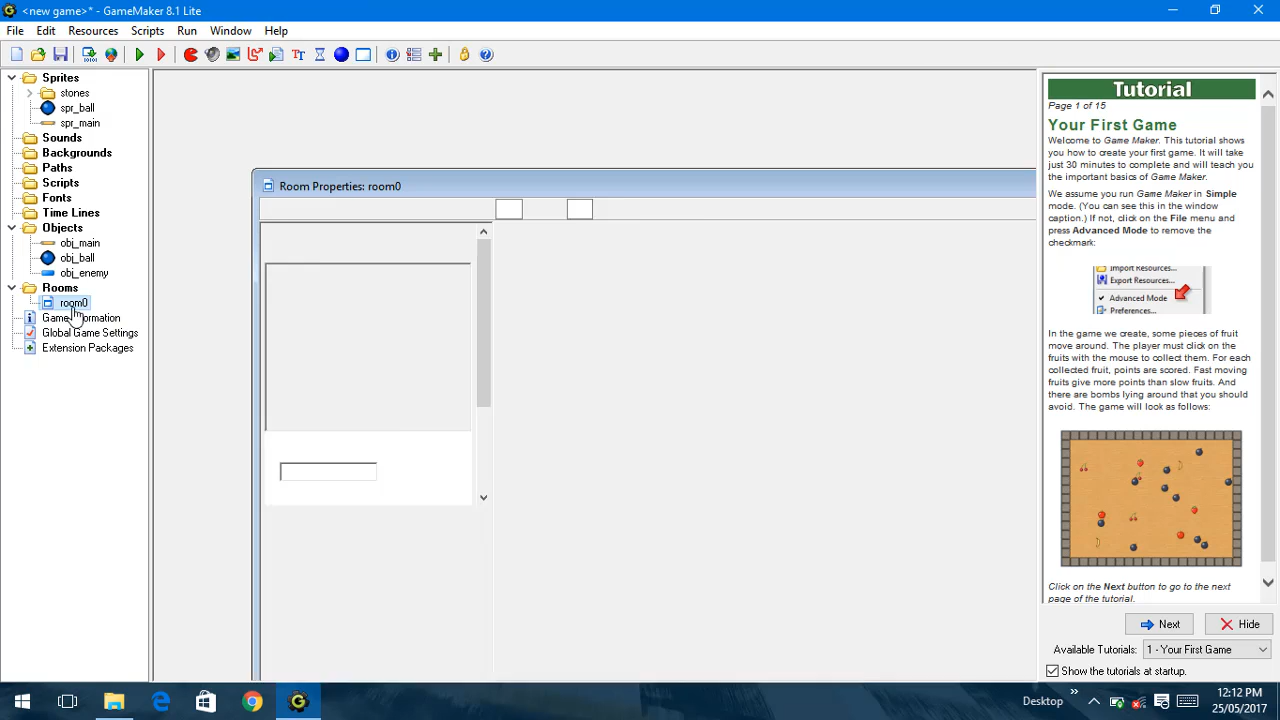 <new game>* - GameMaker 8.1 Lite
File Edit Resources Scripts Run Window Help
Sprites
stones
spr_ball
spr_main
Sounds
Backgrounds
Paths
Scripts
Fonts
Time Lines
Objects
obj_main
obj_ball
obj_enemy
Rooms
room0
Game Information
Global Game Settings
Extension Packages
Room Properties: room0
Tutorial
Page 1 of 15
Your First Game
Welcome to Game Maker. This tutorial shows
you how to create your first game. It will take
just 30 minutes to complete and will teach you
the important basics of Game Maker.
We assume you run Game Maker in Simple
mode. (You can see this in the window
caption.) If not, click on the File menu and
press Advanced Mode to remove the
checkmark:
Import Resources...
Export Resources...
Advanced Mode
Preferences...
In the game we create, some pieces of fruit
move around. The player must click on the
fruits with the mouse to collect them. For each
collected fruit, points are scored. Fast moving
fruits give more points than slow fruits. And
there are bombs lying around that you should
avoid. The game will look as follows:
Click on the Next button to go to the next
page of the tutorial.
Next Hide
Available Tutorials: 1 - Your First Game
Show the tutorials at startup.
Desktop
12:12 PM
25/05/2017